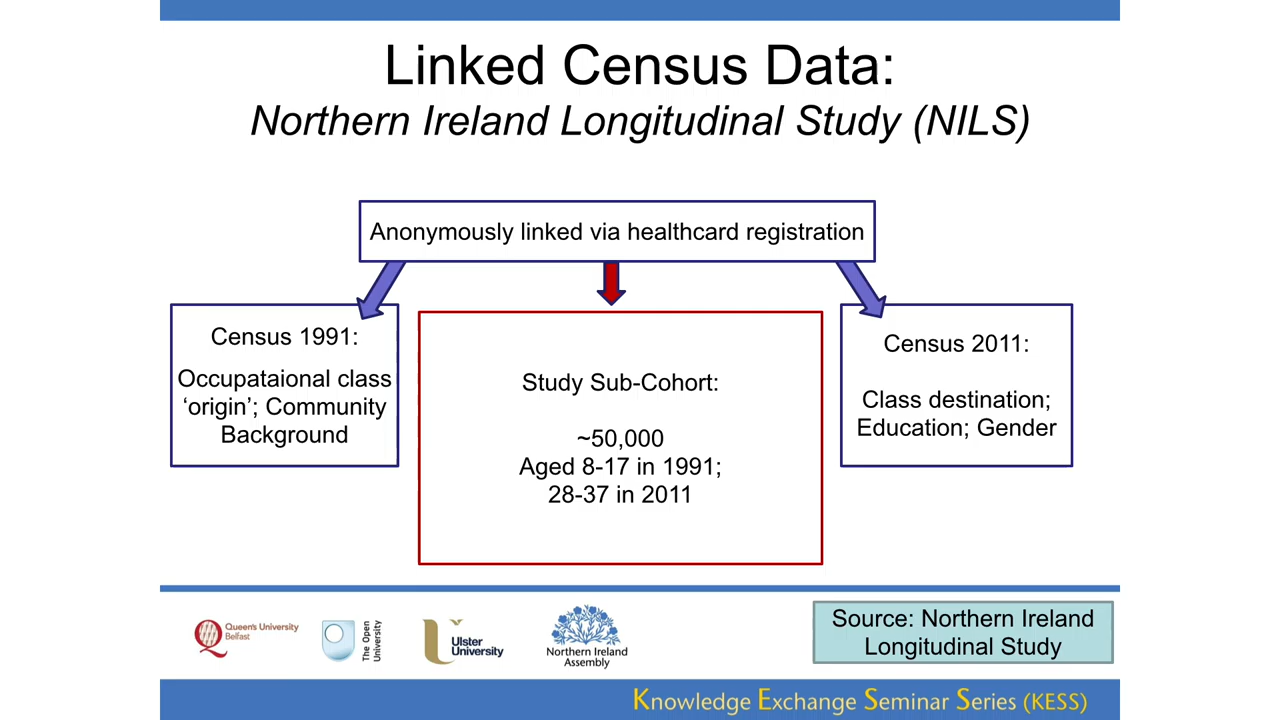 Linked Census Data:
Northern Ireland Longitudinal Study (NILS)
Anonymously linked via healthcard registration
Census 1991:
Occupataional class
‘origin’; Community
Background
Study Sub-Cohort:
~50,000
Aged 8-17 in 1991;
28-37 in 2011
Census 2011:
Class destination;
Education; Gender
Queen's University
Belfast
The Open
University
Ulster
University
Northern Ireland
Assembly
Source: Northern Ireland
Longitudinal Study
Knowledge Exchange Seminar Series (KESS)